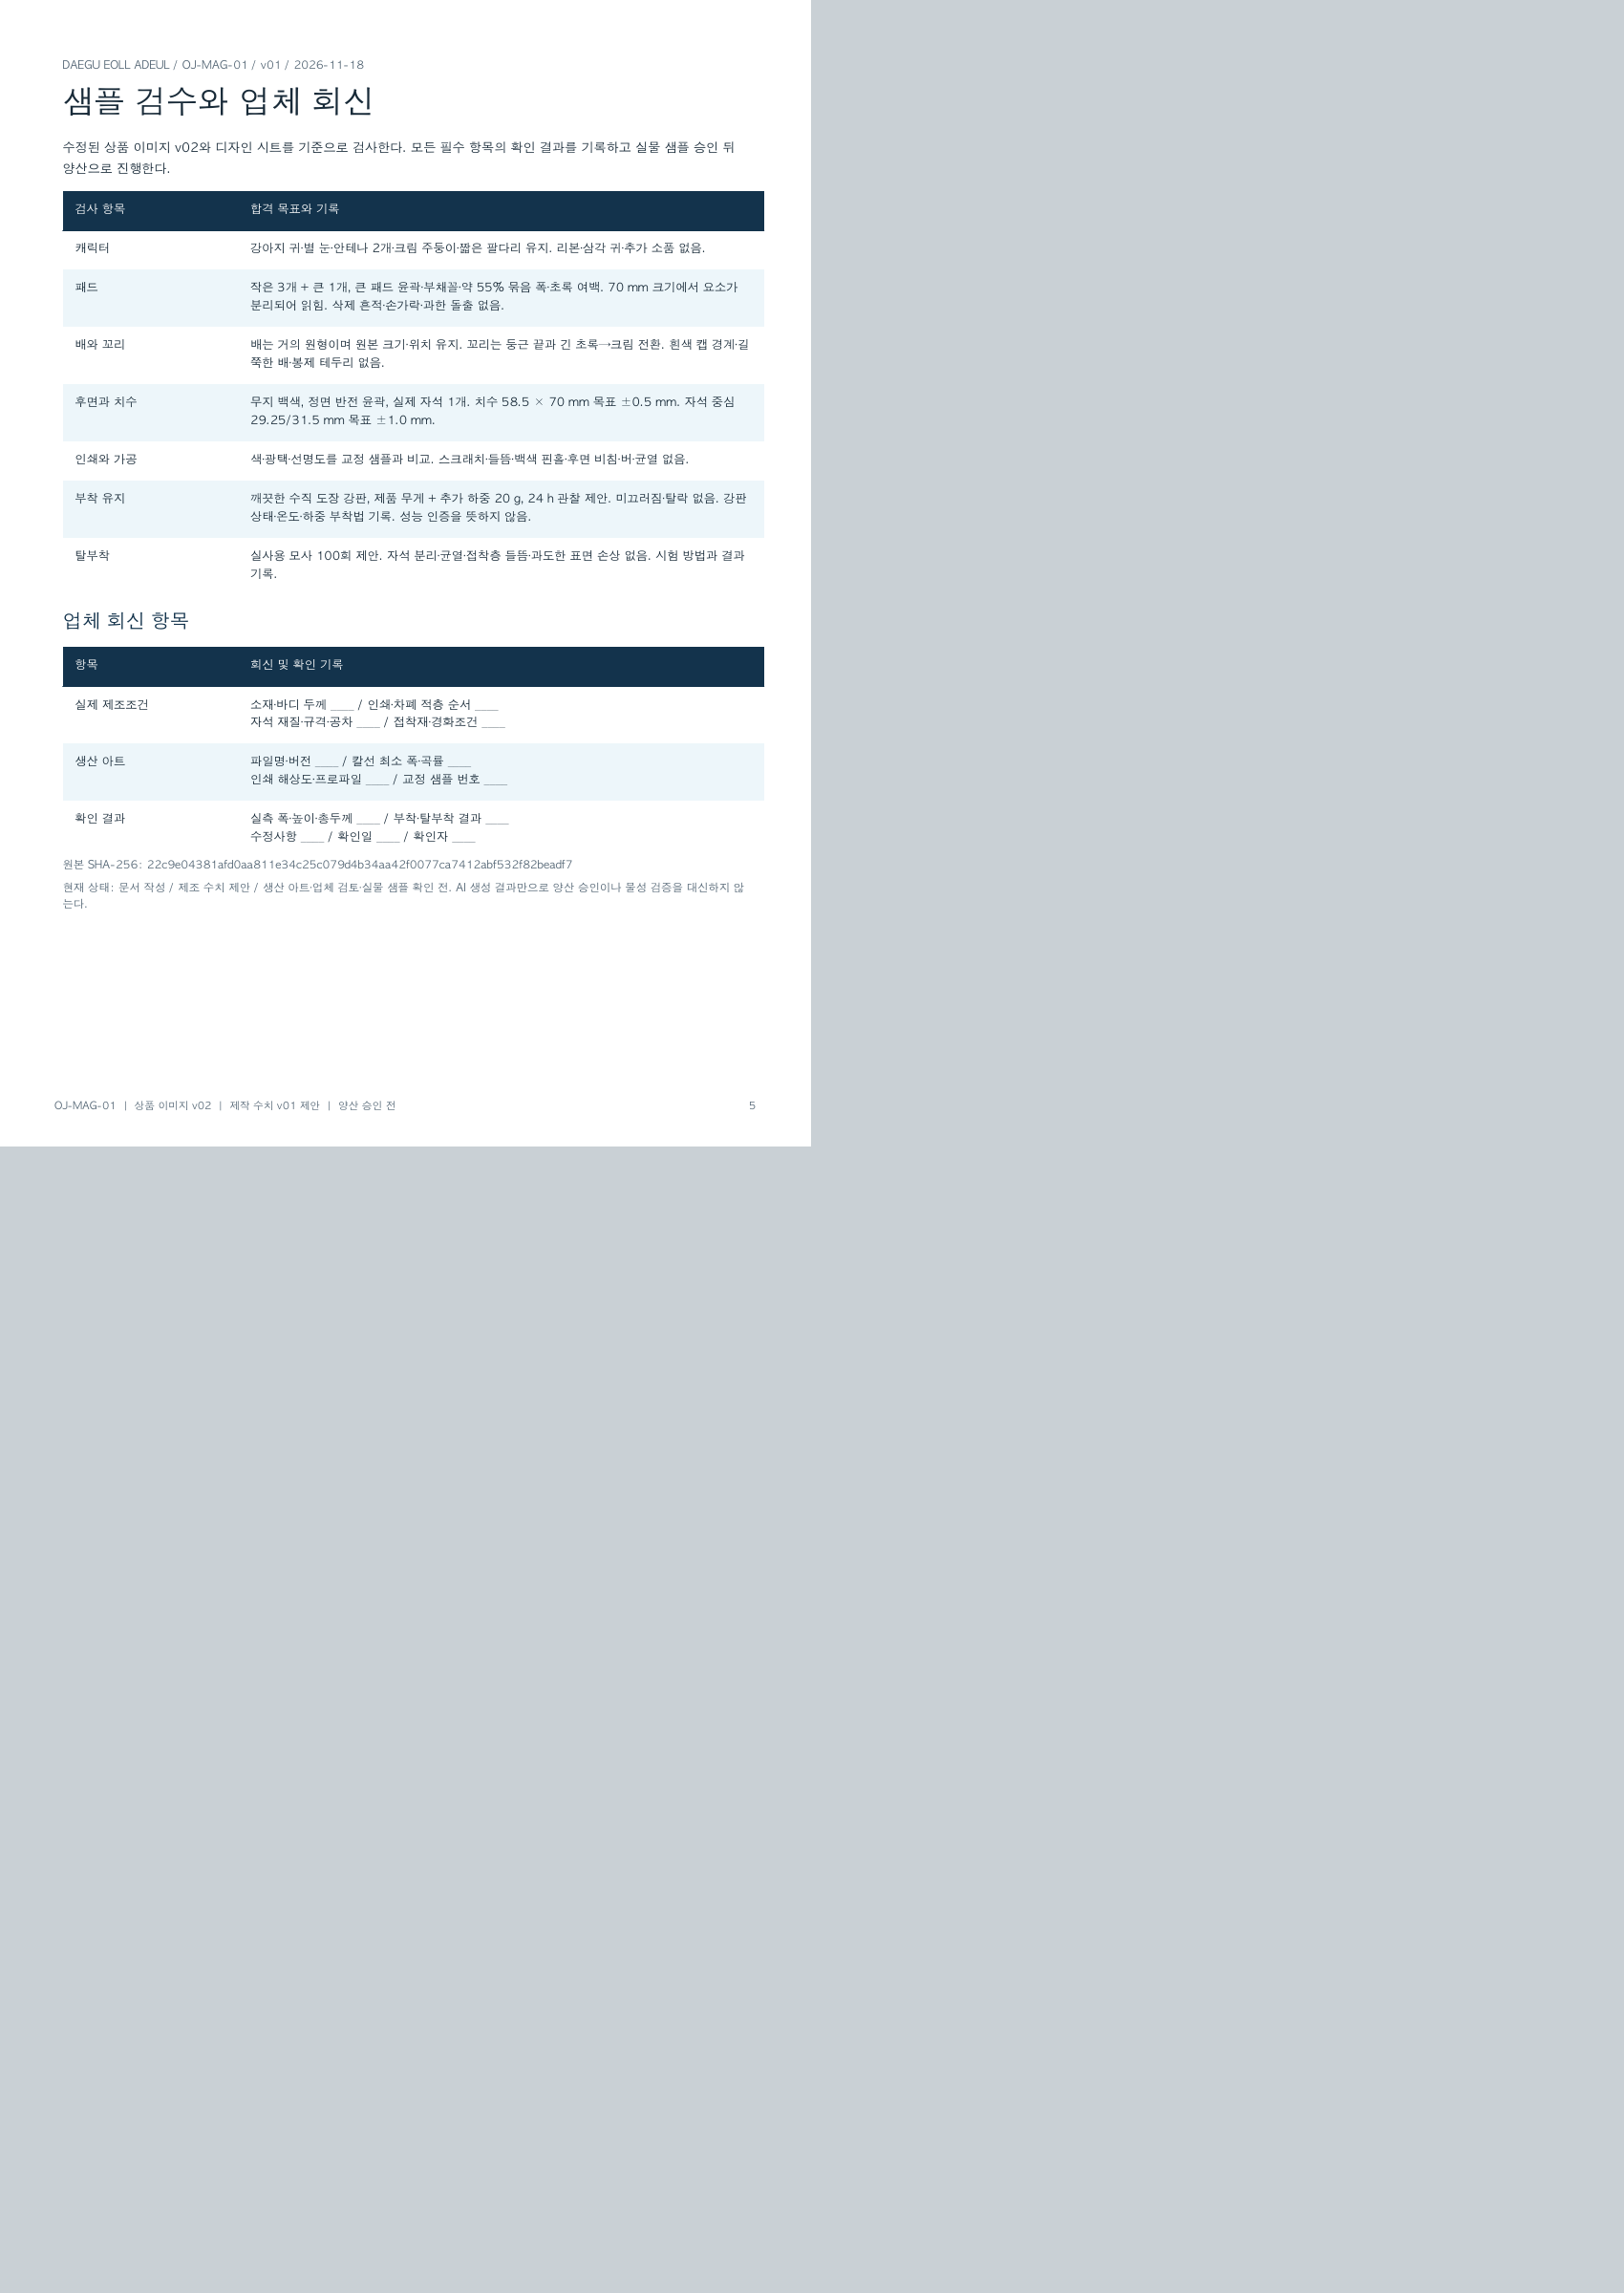 DAEGU EOLL ADEUL / OJ-MAG-01 / v01 / 2026-11-18
샘플 검수와 업체 회신
수정된 상품 이미지 v02와 디자인 시트를 기준으로 검사한다. 모든 필수 항목의 확인 결과를 기록하고 실물 샘플 승인 뒤
양산으로 진행한다.
검사 항목 합격 목표와 기록
캐릭터 강아지 귀·별 눈·안테나 2개·크림 주둥이·짧은 팔다리 유지. 리본·삼각 귀·추가 소품 없음.
패드 작은 3개 + 큰 1개, 큰 패드 윤곽·부채꼴·약 55% 묶음 폭·초록 여백. 70 mm 크기에서 요소가
분리되어 읽힘. 삭제 흔적·손가락·과한 돌출 없음.
배와 꼬리 배는 거의 원형이며 원본 크기·위치 유지. 꼬리는 둥근 끝과 긴 초록→크림 전환. 흰색 캡 경계·길
쭉한 배·봉제 테두리 없음.
후면과 치수 무지 백색, 정면 반전 윤곽, 실제 자석 1개. 치수 58.5 × 70 mm 목표 ±0.5 mm. 자석 중심
29.25/31.5 mm 목표 ±1.0 mm.
인쇄와 가공 색·광택·선명도를 교정 샘플과 비교. 스크래치·들뜸·백색 핀홀·후면 비침·버·균열 없음.
부착 유지 깨끗한 수직 도장 강판, 제품 무게 + 추가 하중 20 g, 24 h 관찰 제안. 미끄러짐·탈락 없음. 강판
상태·온도·하중 부착법 기록. 성능 인증을 뜻하지 않음.
탈부착 실사용 모사 100회 제안. 자석 분리·균열·접착층 들뜸·과도한 표면 손상 없음. 시험 방법과 결과
기록.
업체 회신 항목
항목 회신 및 확인 기록
실제 제조조건 소재·바디 두께 ____ / 인쇄·차폐 적층 순서 ____
자석 재질·규격·공차 ____ / 접착재·경화조건 ____
생산 아트 파일명·버전 ____ / 칼선 최소 폭·곡률 ____
인쇄 해상도·프로파일 ____ / 교정 샘플 번호 ____
확인 결과 실측 폭·높이·총두께 ____ / 부착·탈부착 결과 ____
수정사항 ____ / 확인일 ____ / 확인자 ____
원본 SHA-256: 22c9e04381afd0aa811e34c25c079d4b34aa42f0077ca7412abf532f82beadf7
현재 상태: 문서 작성 / 제조 수치 제안 / 생산 아트·업체 검토·실물 샘플 확인 전. AI 생성 결과만으로 양산 승인이나 물성 검증을 대신하지 않
는다.
OJ-MAG-01 | 상품 이미지 v02 | 제작 수치 v01 제안 | 양산 승인 전 5